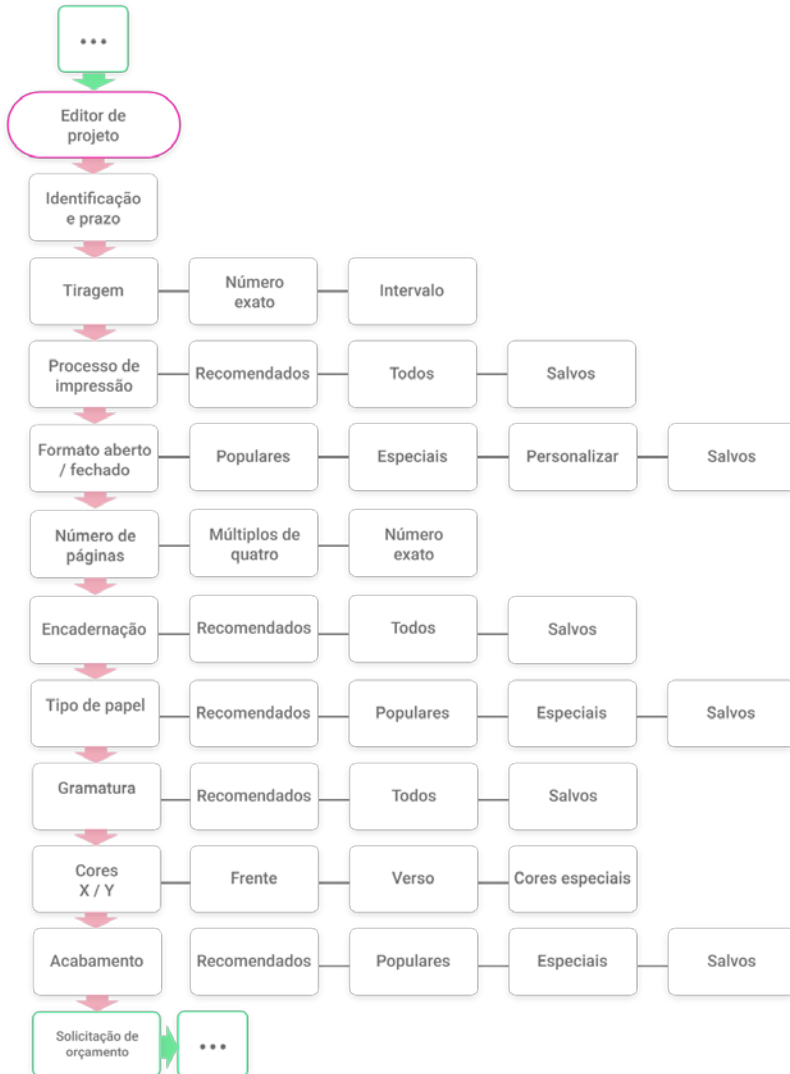 ...
Editor de
projeto
Identificação
e prazo
Tiragem
Número
exato
Intervalo
Processo de
impressão
Recomendados
Todos
Salvos
Formato aberto
/ fechado
Populares
Especiais
Personalizar
Salvos
Número de
páginas
Múltiplos de
quatro
Número
exato
Encadernação
Recomendados
Todos
Salvos
Tipo de papel
Recomendados
Populares
Especiais
Salvos
Gramatura
Recomendados
Todos
Salvos
Cores
X / Y
Frente
Verso
Cores especiais
Acabamento
Recomendados
Populares
Especiais
Salvos
Solicitação de
orçamento
...